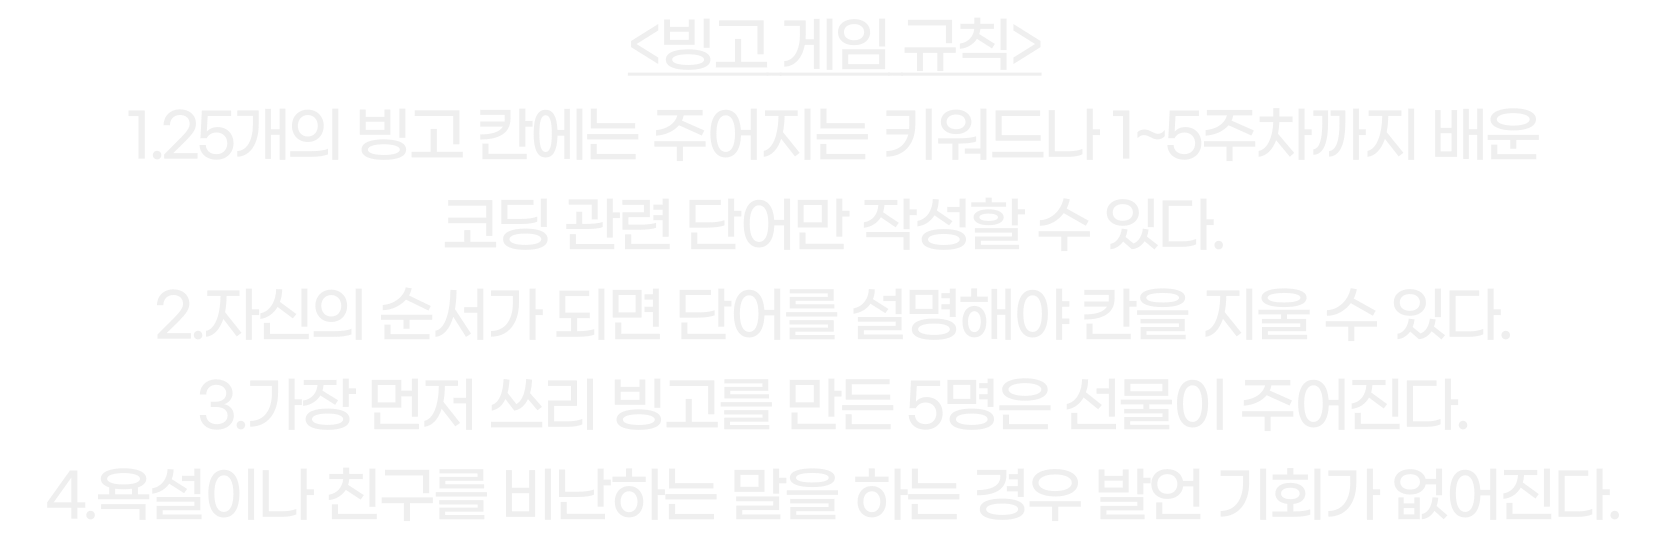 <빙고 게임 규칙>
1.25개의 빙고 칸에는 주어지는 키워드나 1~5주차까지 배운
코딩 관련 단어만 작성할 수 있다.
2.자신의 순서가 되면 단어를 설명해야 칸을 지울 수 있다.
3.가장 먼저 쓰리 빙고를 만든 5명은 선물이 주어진다.
4.욕설이나 친구를 비난하는 말을 하는 경우 발언 기회가 없어진다.